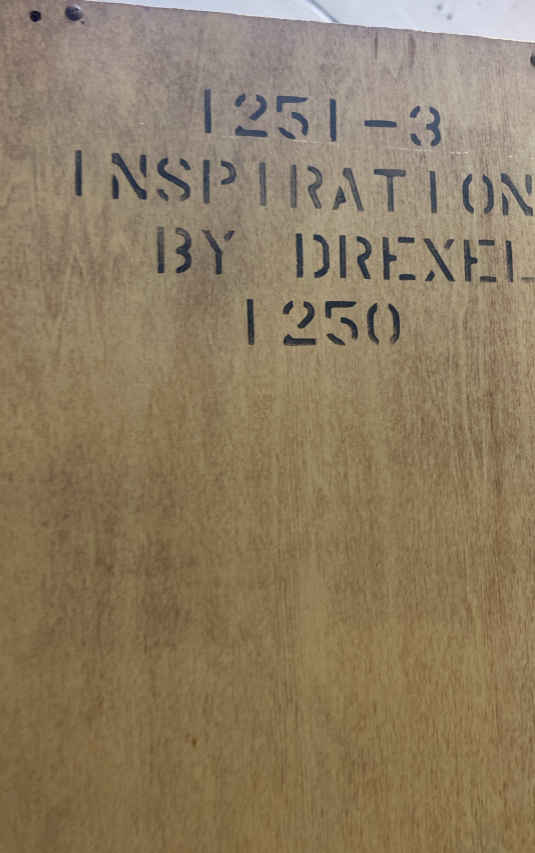 1251-3
INSPIRATION
BY DREXEL
1250